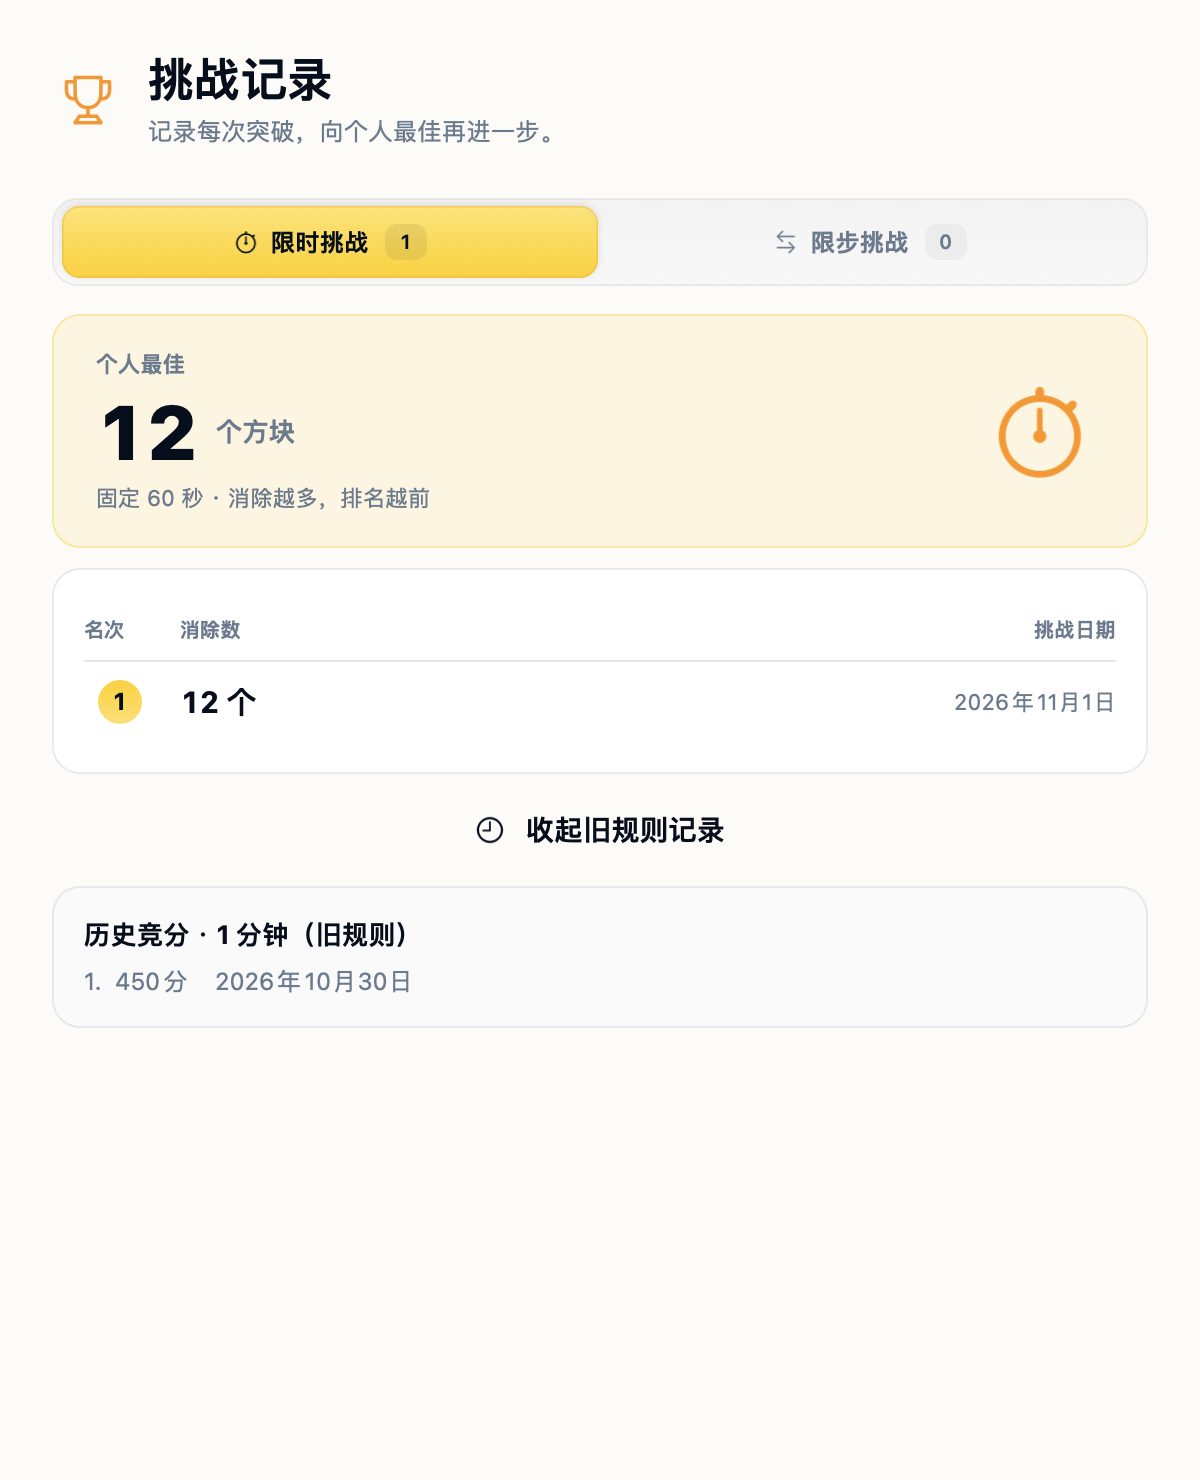 挑战记录
记录每次突破，向个人最佳再进一步。
限时挑战 1
限步挑战 0
个人最佳
12 个方块
固定 60 秒 · 消除越多，排名越前
名次 消除数 挑战日期
1 12 个 2026年11月1日
收起旧规则记录
历史竞分 · 1 分钟（旧规则）
1. 450分 2026年10月30日